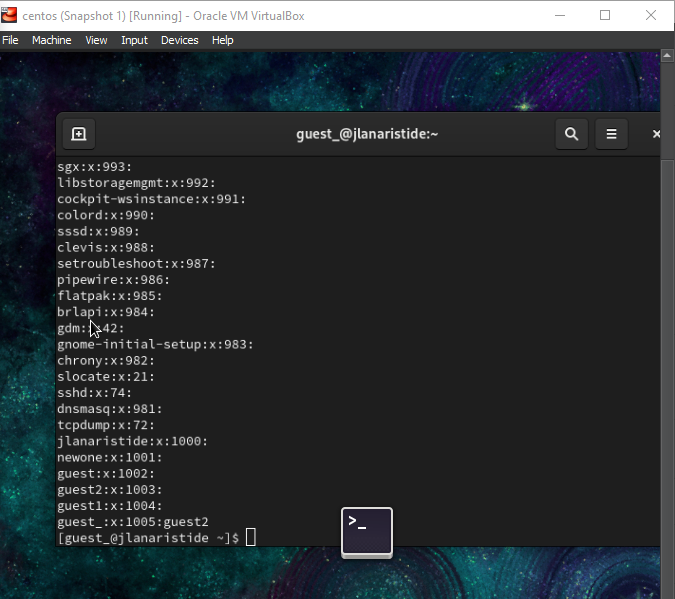 centos (Snapshot 1) [Running] - Oracle VM VirtualBox
File Machine View Input Devices Help
guest_@jlanaristide:~
sgx:x:993:
libstoragemgmt:x:992:
cockpit-wsinstance:x:991:
colord:x:990:
sssd:x:989:
clevis:x:988:
setroubleshoot:x:987:
pipewire:x:986:
flatpak:x:985:
brlapi:x:984:
gdm:x:42:
gnome-initial-setup:x:983:
chrony:x:982:
slocate:x:21:
sshd:x:74:
dnsmasq:x:981:
tcpdump:x:72:
jlanaristide:x:1000:
newone:x:1001:
guest:x:1002:
guest2:x:1003:
guest1:x:1004:
guest_:x:1005:guest2
[guest_@jlanaristide ~]$
>_